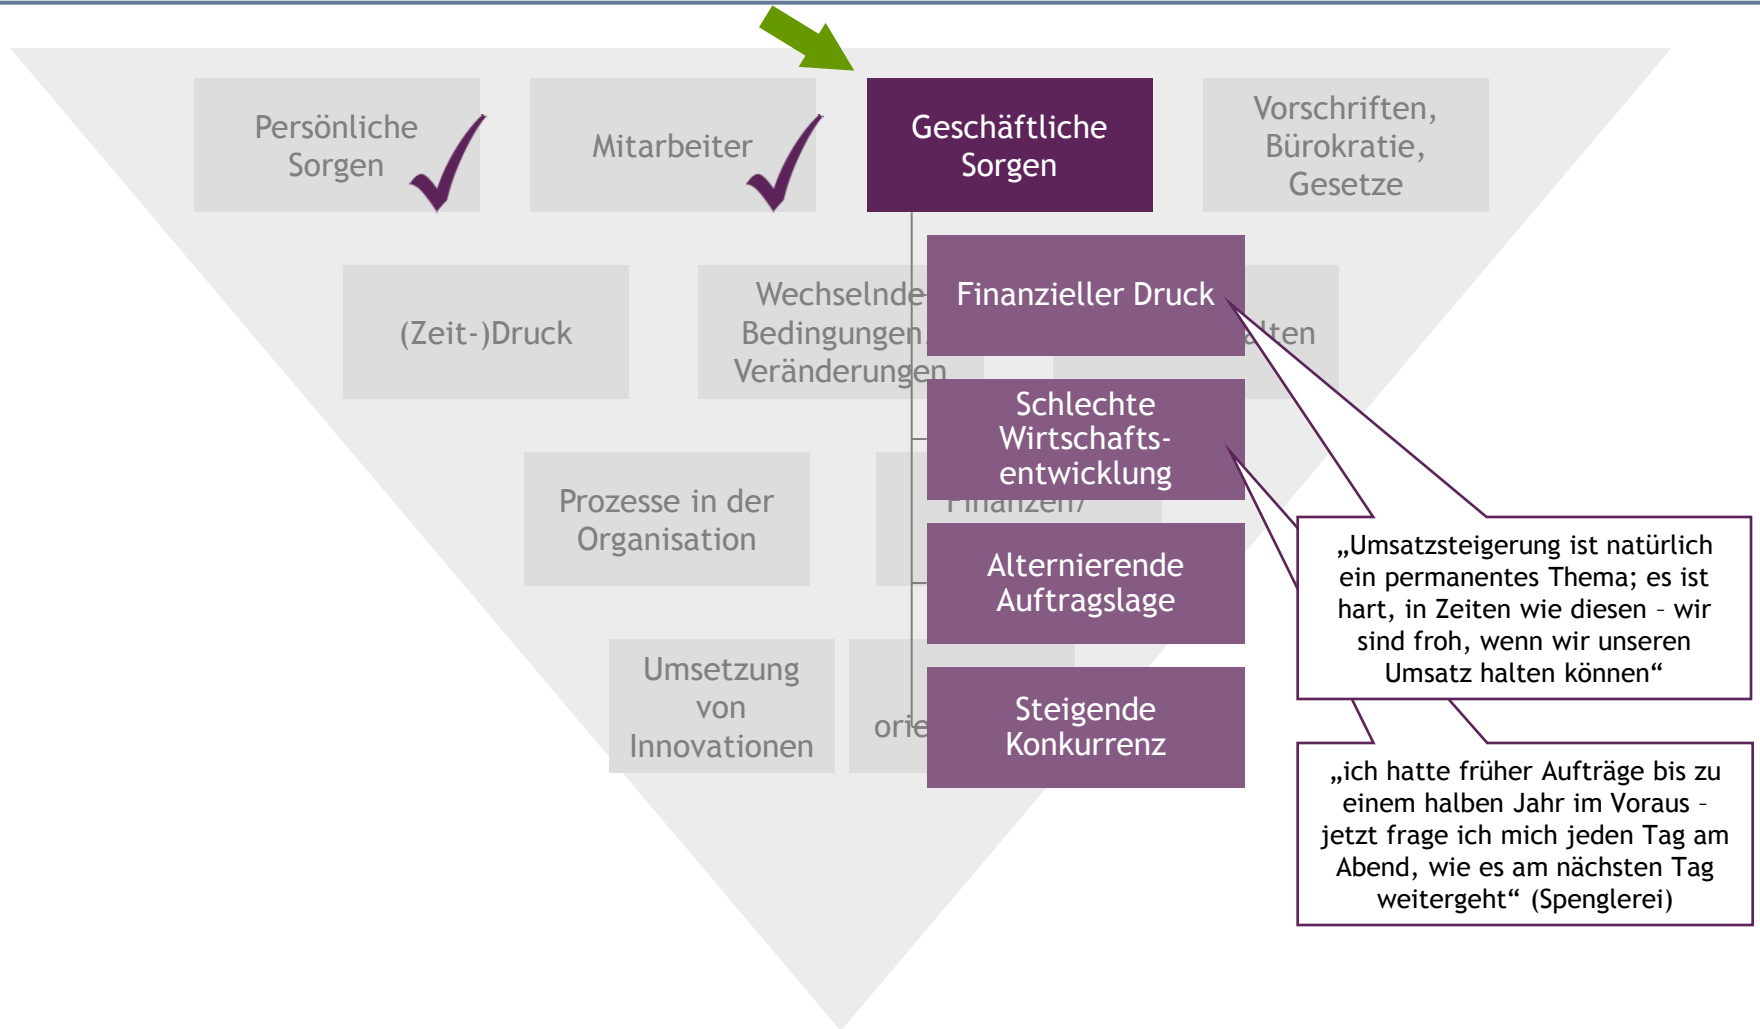 Persönliche
Sorgen
Mitarbeiter
Geschäftliche
Sorgen
Vorschriften,
Bürokratie,
Gesetze
(Zeit-)Druck
Wechselnde
Bedingungen,
Veränderungen
Finanzieller Druck
Schlechte
Wirtschafts-
entwicklung
Prozesse in der
Organisation
Finanzen/
Alternierende
Auftragslage
Umsetzung
von
Innovationen
Steigende
Konkurrenz
„Umsatzsteigerung ist natürlich
ein permanentes Thema; es ist
hart, in Zeiten wie diesen – wir
sind froh, wenn wir unseren
Umsatz halten können“
„ich hatte früher Aufträge bis zu
einem halben Jahr im Voraus –
jetzt frage ich mich jeden Tag am
Abend, wie es am nächsten Tag
weitergeht“ (Spenglerei)